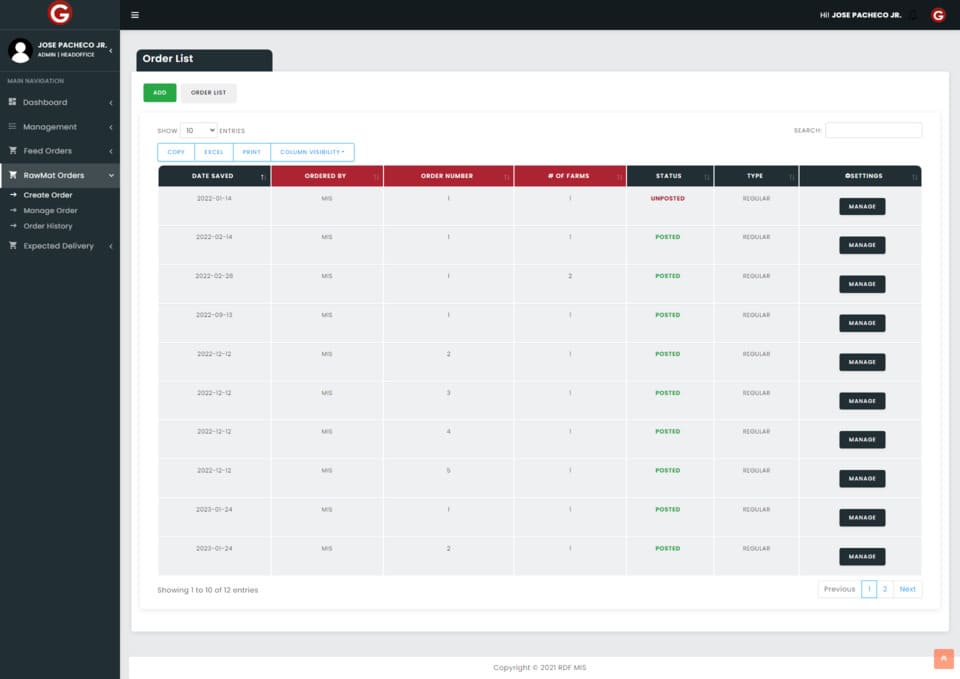 G
Hi! JOSE PACHECO JR.
G
JOSE PACHECO JR.
ADMIN | HEADOFFICE
MAIN NAVIGATION
Dashboard
Management
Feed Orders
RawMat Orders
Create Order
Manage Order
Order History
Expected Delivery
Order List
ADD ORDER LIST
SHOW 10 ENTRIES SEARCH:
COPY EXCEL PRINT COLUMN VISIBILITY
DATE SAVED ORDERED BY ORDER NUMBER # OF FARMS STATUS TYPE SETTINGS
2022-01-14 MIS 1 1 UNPOSTED REGULAR MANAGE
2022-02-14 MIS 1 1 POSTED REGULAR MANAGE
2022-02-28 MIS 1 2 POSTED REGULAR MANAGE
2022-09-13 MIS 1 1 POSTED REGULAR MANAGE
2022-12-12 MIS 2 1 POSTED REGULAR MANAGE
2022-12-12 MIS 3 1 POSTED REGULAR MANAGE
2022-12-12 MIS 4 1 POSTED REGULAR MANAGE
2022-12-12 MIS 5 1 POSTED REGULAR MANAGE
2023-01-24 MIS 1 1 POSTED REGULAR MANAGE
2023-01-24 MIS 2 1 POSTED REGULAR MANAGE
Showing 1 to 10 of 12 entries
Previous 1 2 Next
Copyright © 2021 RDF MIS